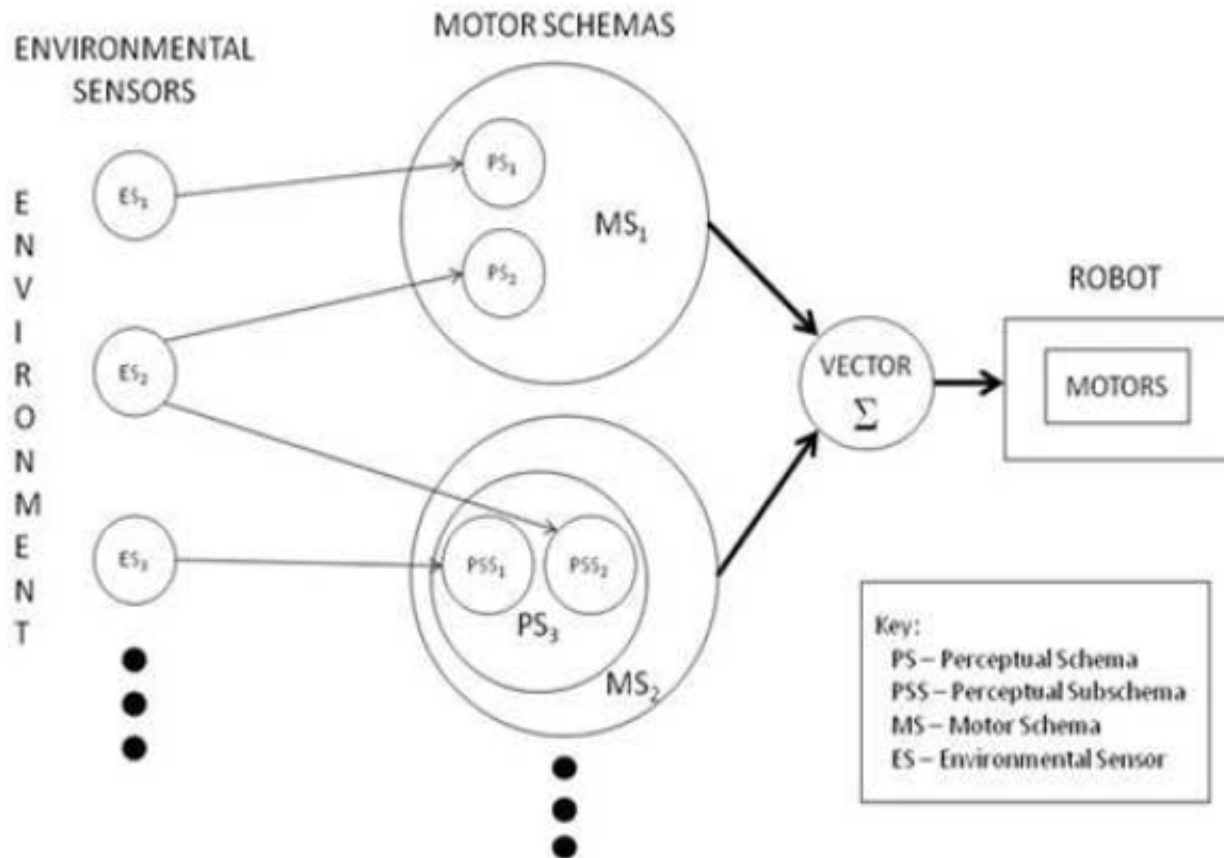 ENVIRONMENTAL
SENSORS
MOTOR SCHEMAS
ENVIRONMENT
ES₁
ES₂
ES₃
PS₁
PS₂
MS₁
PSS₁
PSS₂
PS₃
MS₂
VECTOR
Σ
ROBOT
MOTORS
Key:
PS – Perceptual Schema
PSS – Perceptual Subschema
MS – Motor Schema
ES – Environmental Sensor